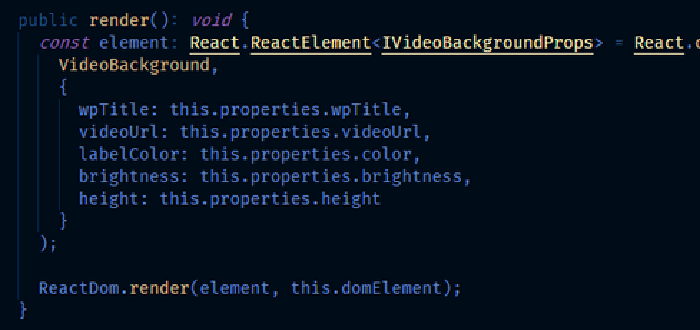 public render(): void {
const element: React.ReactElement<IVideoBackgroundProps> = React.
VideoBackground,
{
wpTitle: this.properties.wpTitle,
videoUrl: this.properties.videoUrl,
labelColor: this.properties.color,
brightness: this.properties.brightness,
height: this.properties.height
}
);
ReactDom.render(element, this.domElement);
}